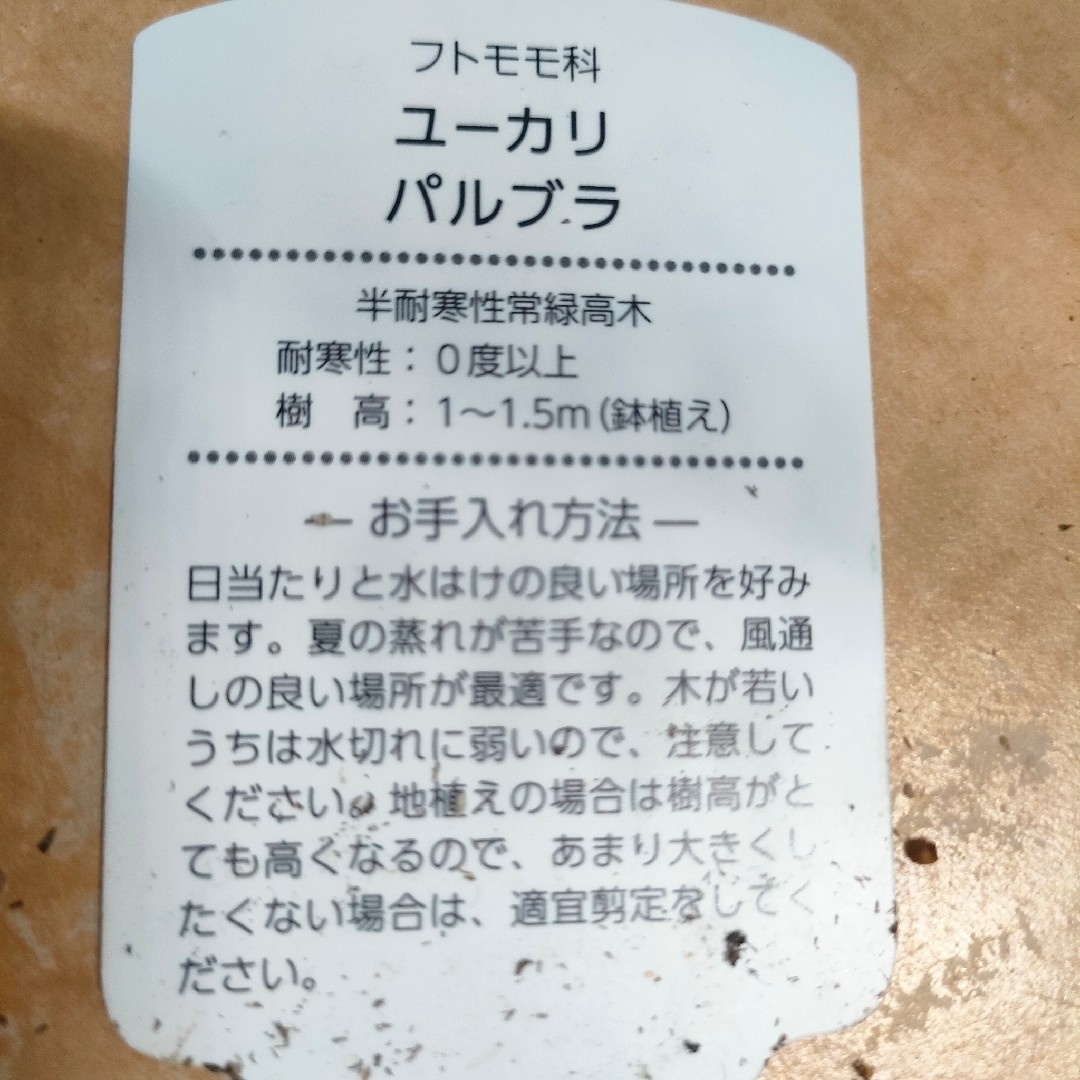 フトモモ科
ユーカリ
パルブラ
半耐寒性常緑高木
耐寒性：0度以上
樹　高：1～1.5m(鉢植え)
お手入れ方法
日当たりと水はけの良い場所を好み
ます。夏の蒸れが苦手なので、風通
しの良い場所が最適です。木が若い
うちは水切れに弱いので、注意して
ください。地植えの場合は樹高がと
ても高くなるので、あまり大きくし
たくない場合は、適宜剪定をしてく
ださい。